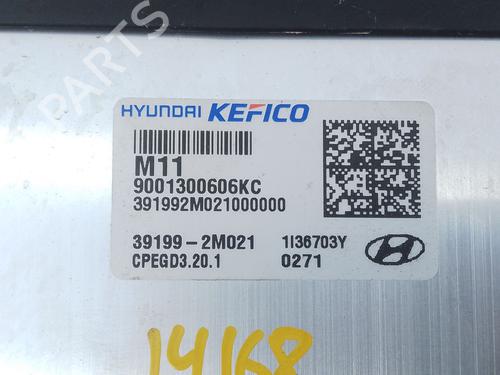 PARTS
HYUNDAI KEFICO
M11
9001300606KC
391992M021000000
39199-2M021 1I36703Y
CPEGD3.20.1 0271
14168